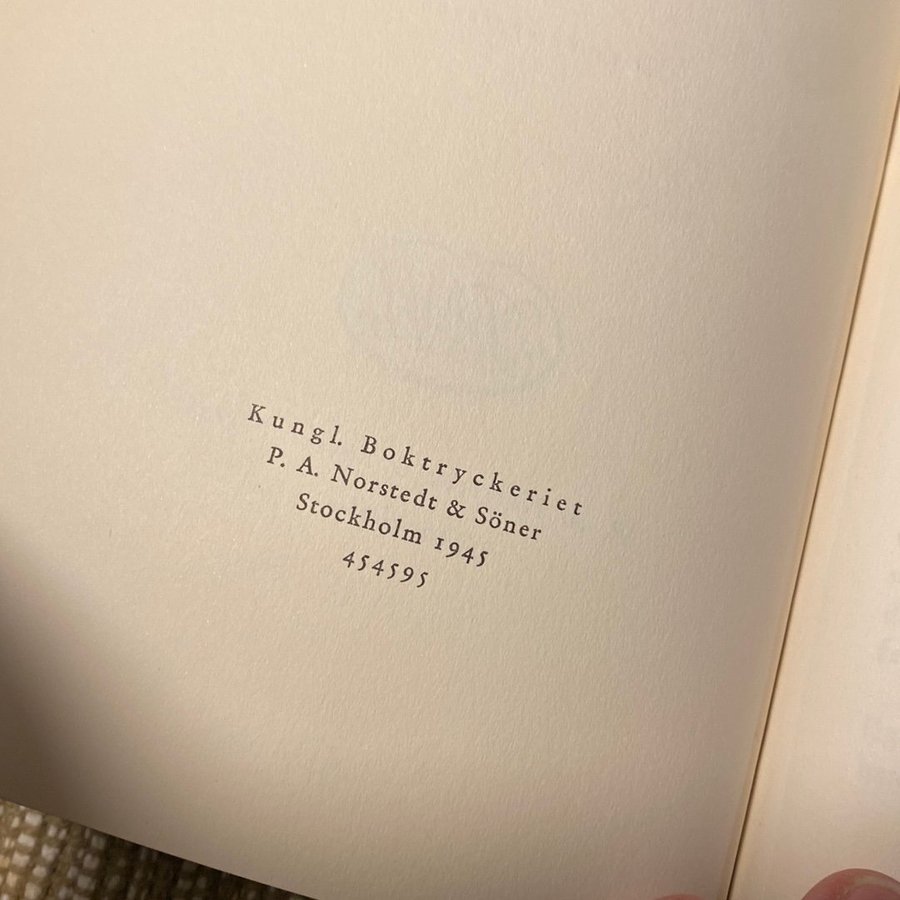 Kungl. Boktryckeriet
P. A. Norstedt & Söner
Stockholm 1945
454595